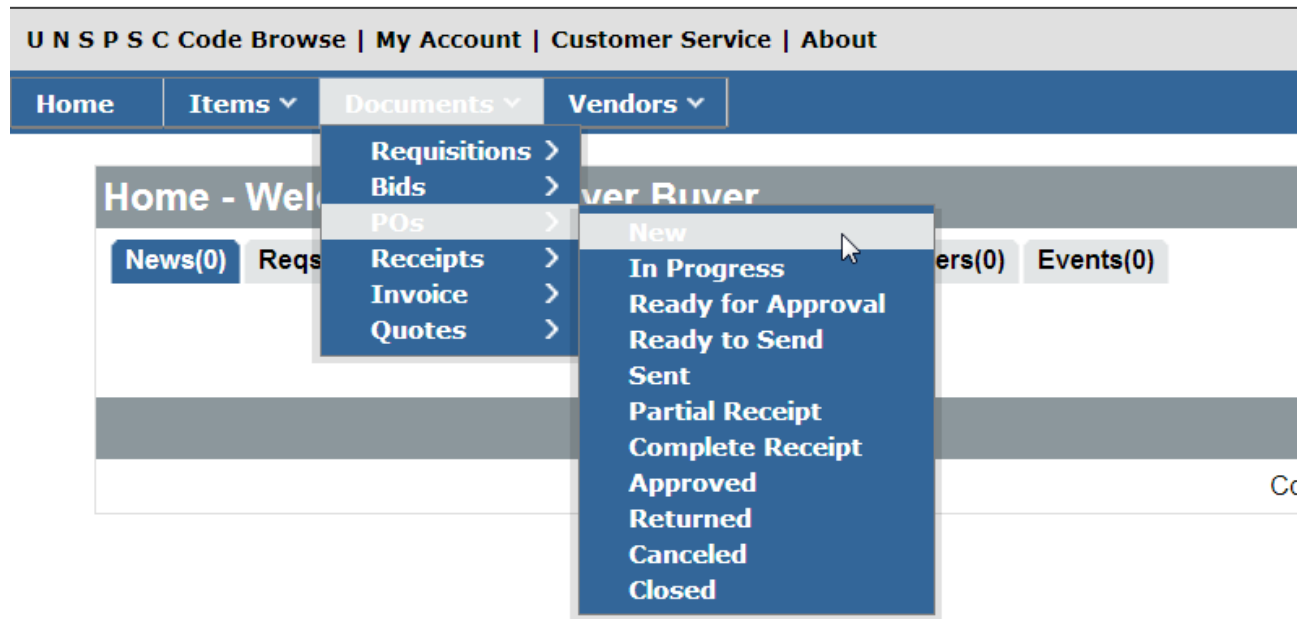 U N S P S C Code Browse | My Account | Customer Service | About
Home Items Documents Vendors
Requisitions
Bids
POs
Receipts
Invoice
Quotes
Home - Buyer
News(0) Reqs Events(0)
New
In Progress
Ready for Approval
Ready to Send
Sent
Partial Receipt
Complete Receipt
Approved
Returned
Canceled
Closed